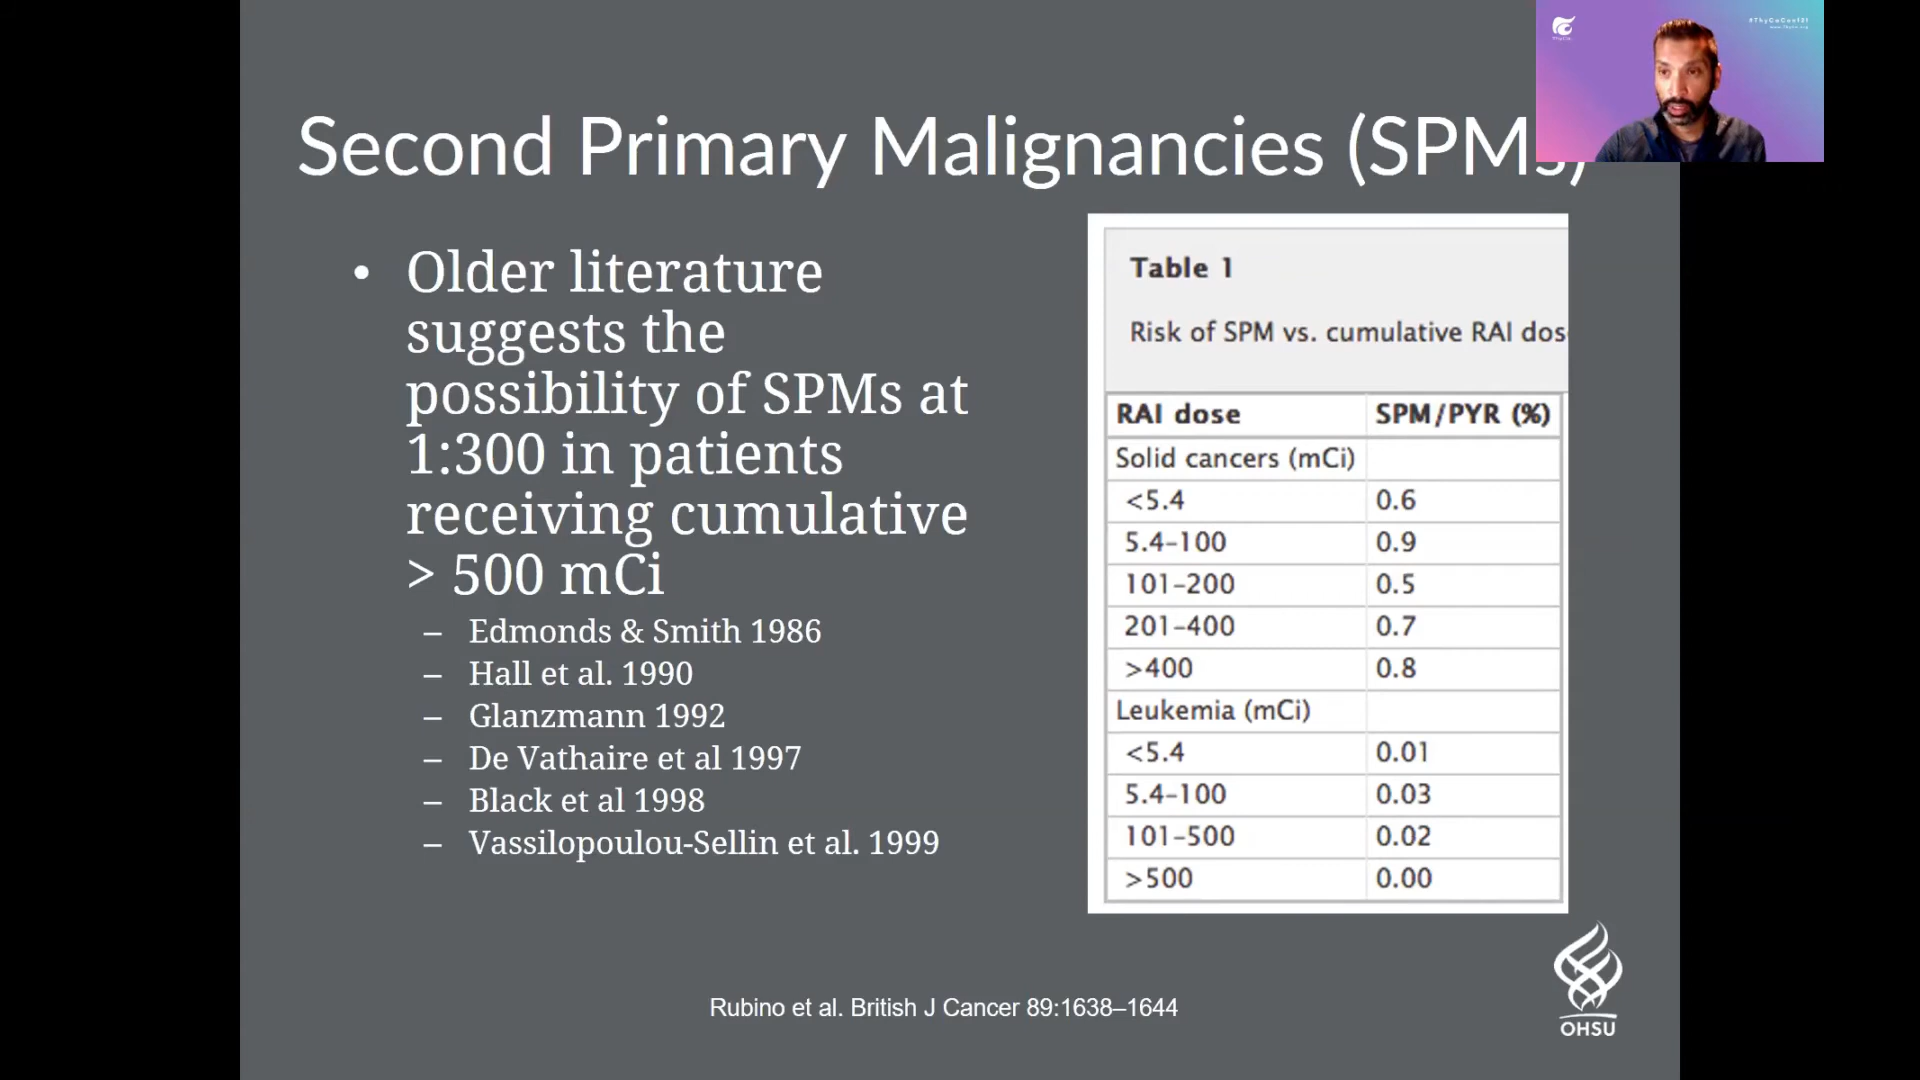 Second Primary Malignancies (SPMs)
• Older literature
suggests the
possibility of SPMs at
1:300 in patients
receiving cumulative
> 500 mCi
– Edmonds & Smith 1986
– Hall et al. 1990
– Glanzmann 1992
– De Vathaire et al 1997
– Black et al 1998
– Vassilopoulou-Sellin et al. 1999
Table 1
Risk of SPM vs. cumulative RAI dos
RAI dose SPM/PYR (%)
Solid cancers (mCi)
<5.4 0.6
5.4–100 0.9
101–200 0.5
201–400 0.7
>400 0.8
Leukemia (mCi)
<5.4 0.01
5.4–100 0.03
101–500 0.02
>500 0.00
Rubino et al. British J Cancer 89:1638–1644
OHSU